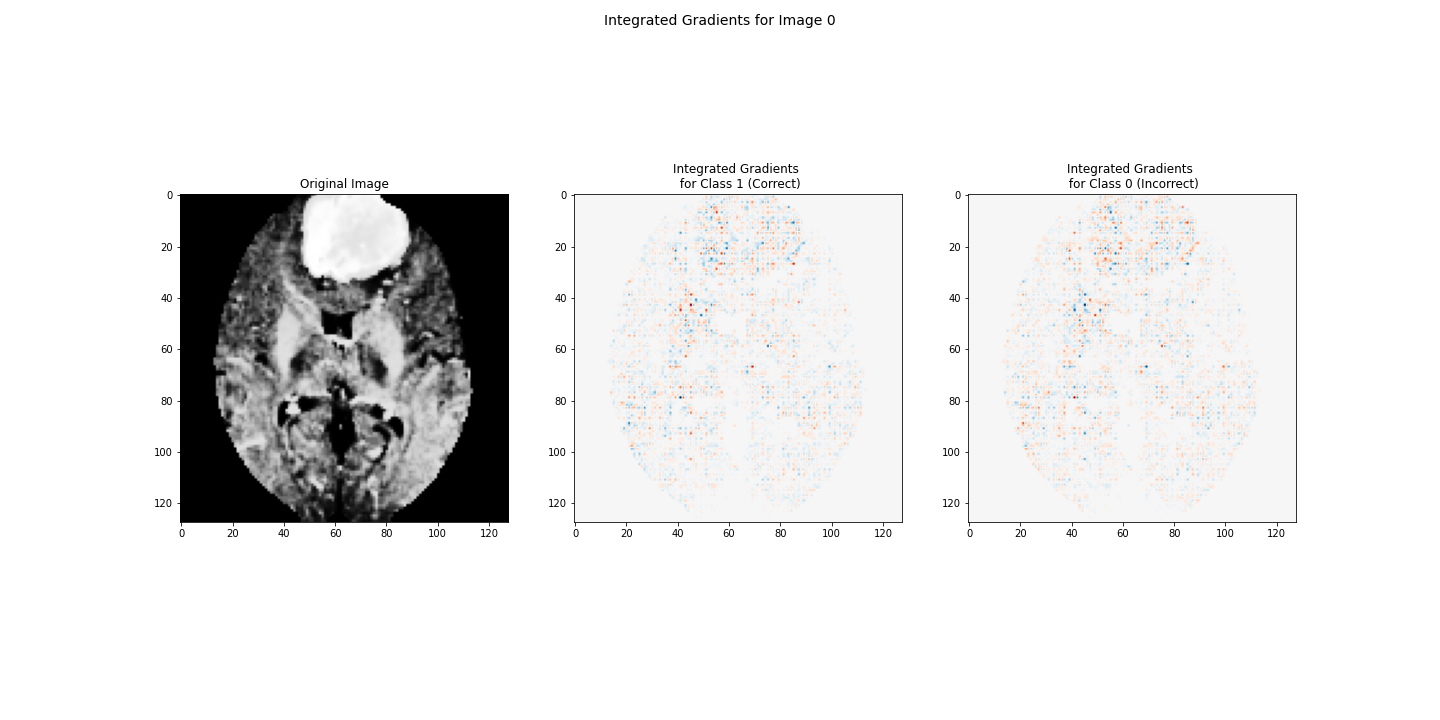 Integrated Gradients for Image 0
Original Image
0
20
40
60
80
100
120
0 20 40 60 80 100 120
Integrated Gradients
for Class 1 (Correct)
0
20
40
60
80
100
120
0 20 40 60 80 100 120
Integrated Gradients
for Class 0 (Incorrect)
0
20
40
60
80
100
120
0 20 40 60 80 100 120